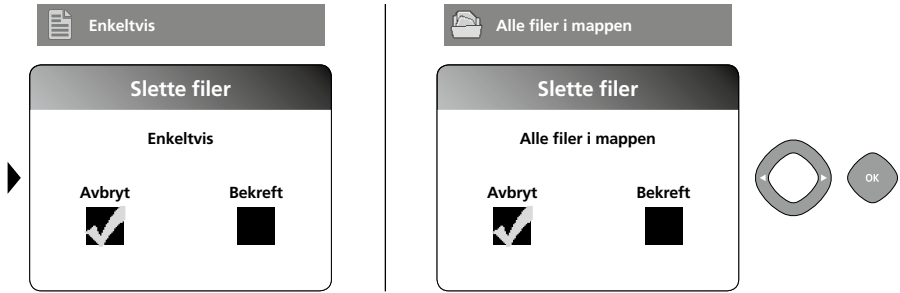 Enkeltvis
Slette filer
Enkeltvis
Avbryt Bekreft
Alle filer i mappen
Slette filer
Alle filer i mappen
Avbryt Bekreft
OK